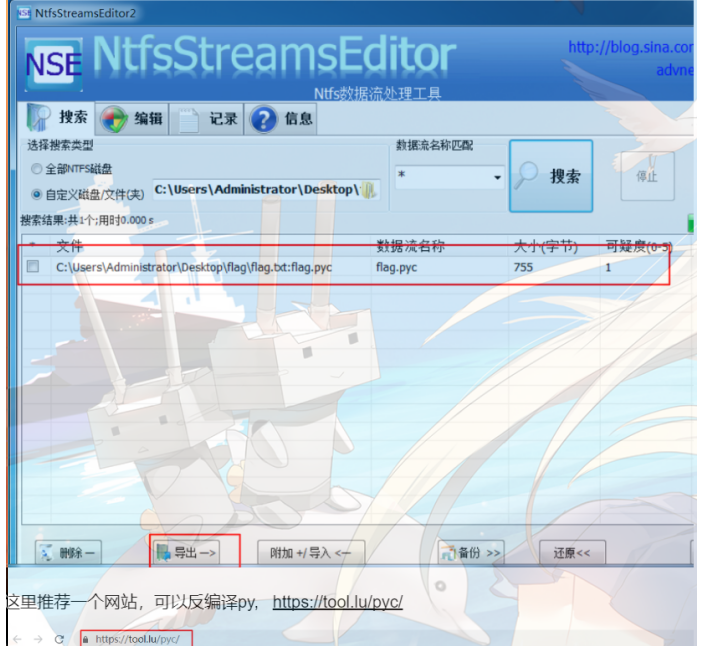 NtfsStreamsEditor2
NSE NtfsStreamsEditor
http://blog.sina.con
advne
Ntfs数据流处理工具
搜索 编辑 记录 信息
选择搜索类型
数据流名称匹配
全部NTFS磁盘
*
搜索
停止
自定义磁盘/文件(夹) C:\Users\Administrator\Desktop\
搜索结果:共1个;用时0.000 s
文件 数据流名称 大小(字节) 可疑度(0-5)
C:\Users\Administrator\Desktop\flag\flag.txt:flag.pyc flag.pyc 755 1
删除 — 导出 —> 附加 +/ 导入 <— 备份 >> 还原<<
这里推荐一个网站，可以反编译py, https://tool.lu/pyc/
https://tool.lu/pyc/